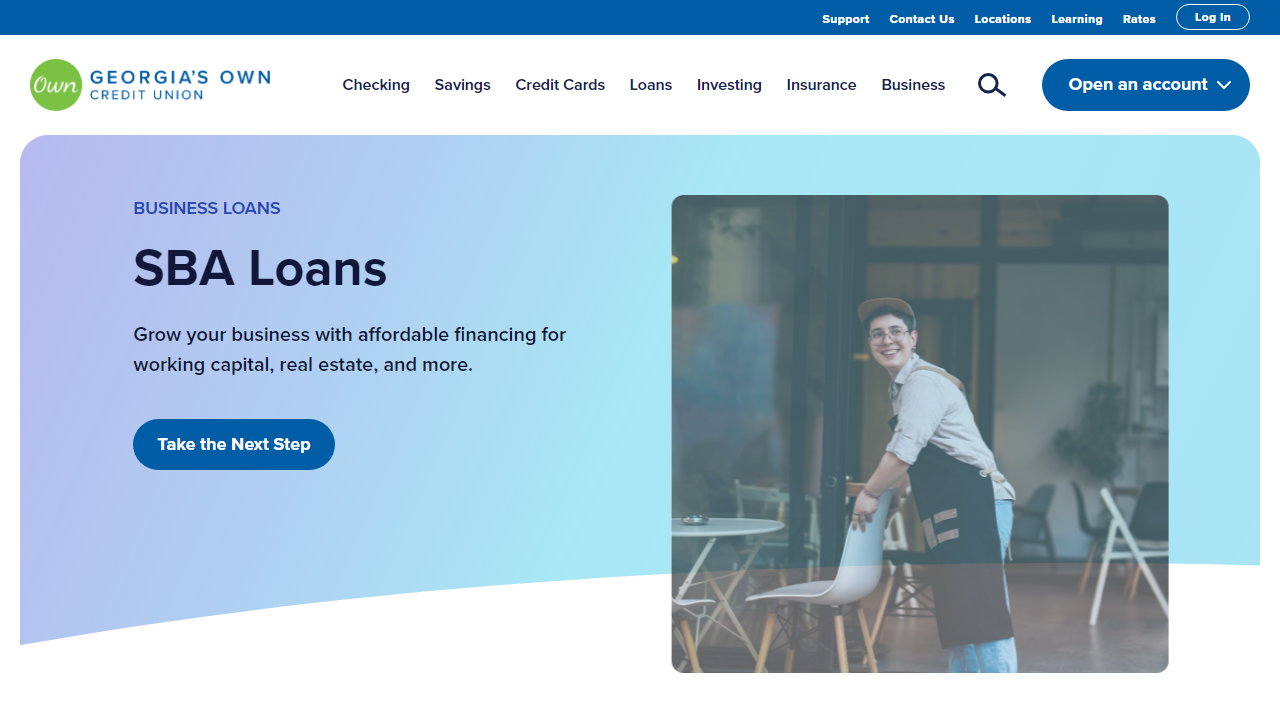 Support Contact Us Locations Learning Rates Log In
Own GEORGIA'S OWN
CREDIT UNION
Checking Savings Credit Cards Loans Investing Insurance Business Open an account
BUSINESS LOANS
SBA Loans
Grow your business with affordable financing for
working capital, real estate, and more.
Take the Next Step